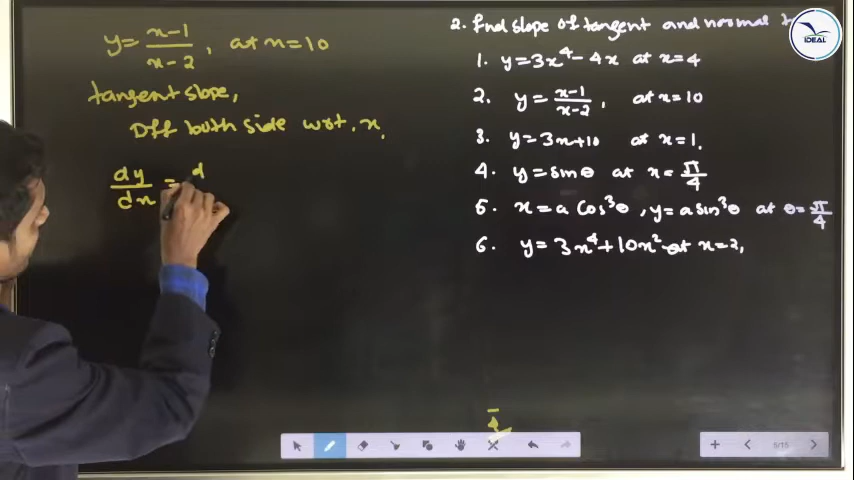 y = x-1 / x-2 , at x=10
tangent slope,
Diff both side wrt. x.
dy/dx = d
2. find slope of tangent and normal
1. y = 3x⁴ - 4x at x=4
2. y = x-1 / x-2 , at x=10
3. y = 3x+10 at x=1.
4. y = sinθ at x = π/4
5. x = a cos³θ, y = a sin³θ at θ = π/4
6. y = 3x⁴ + 10x² at x=2,
IDEAL
5/15